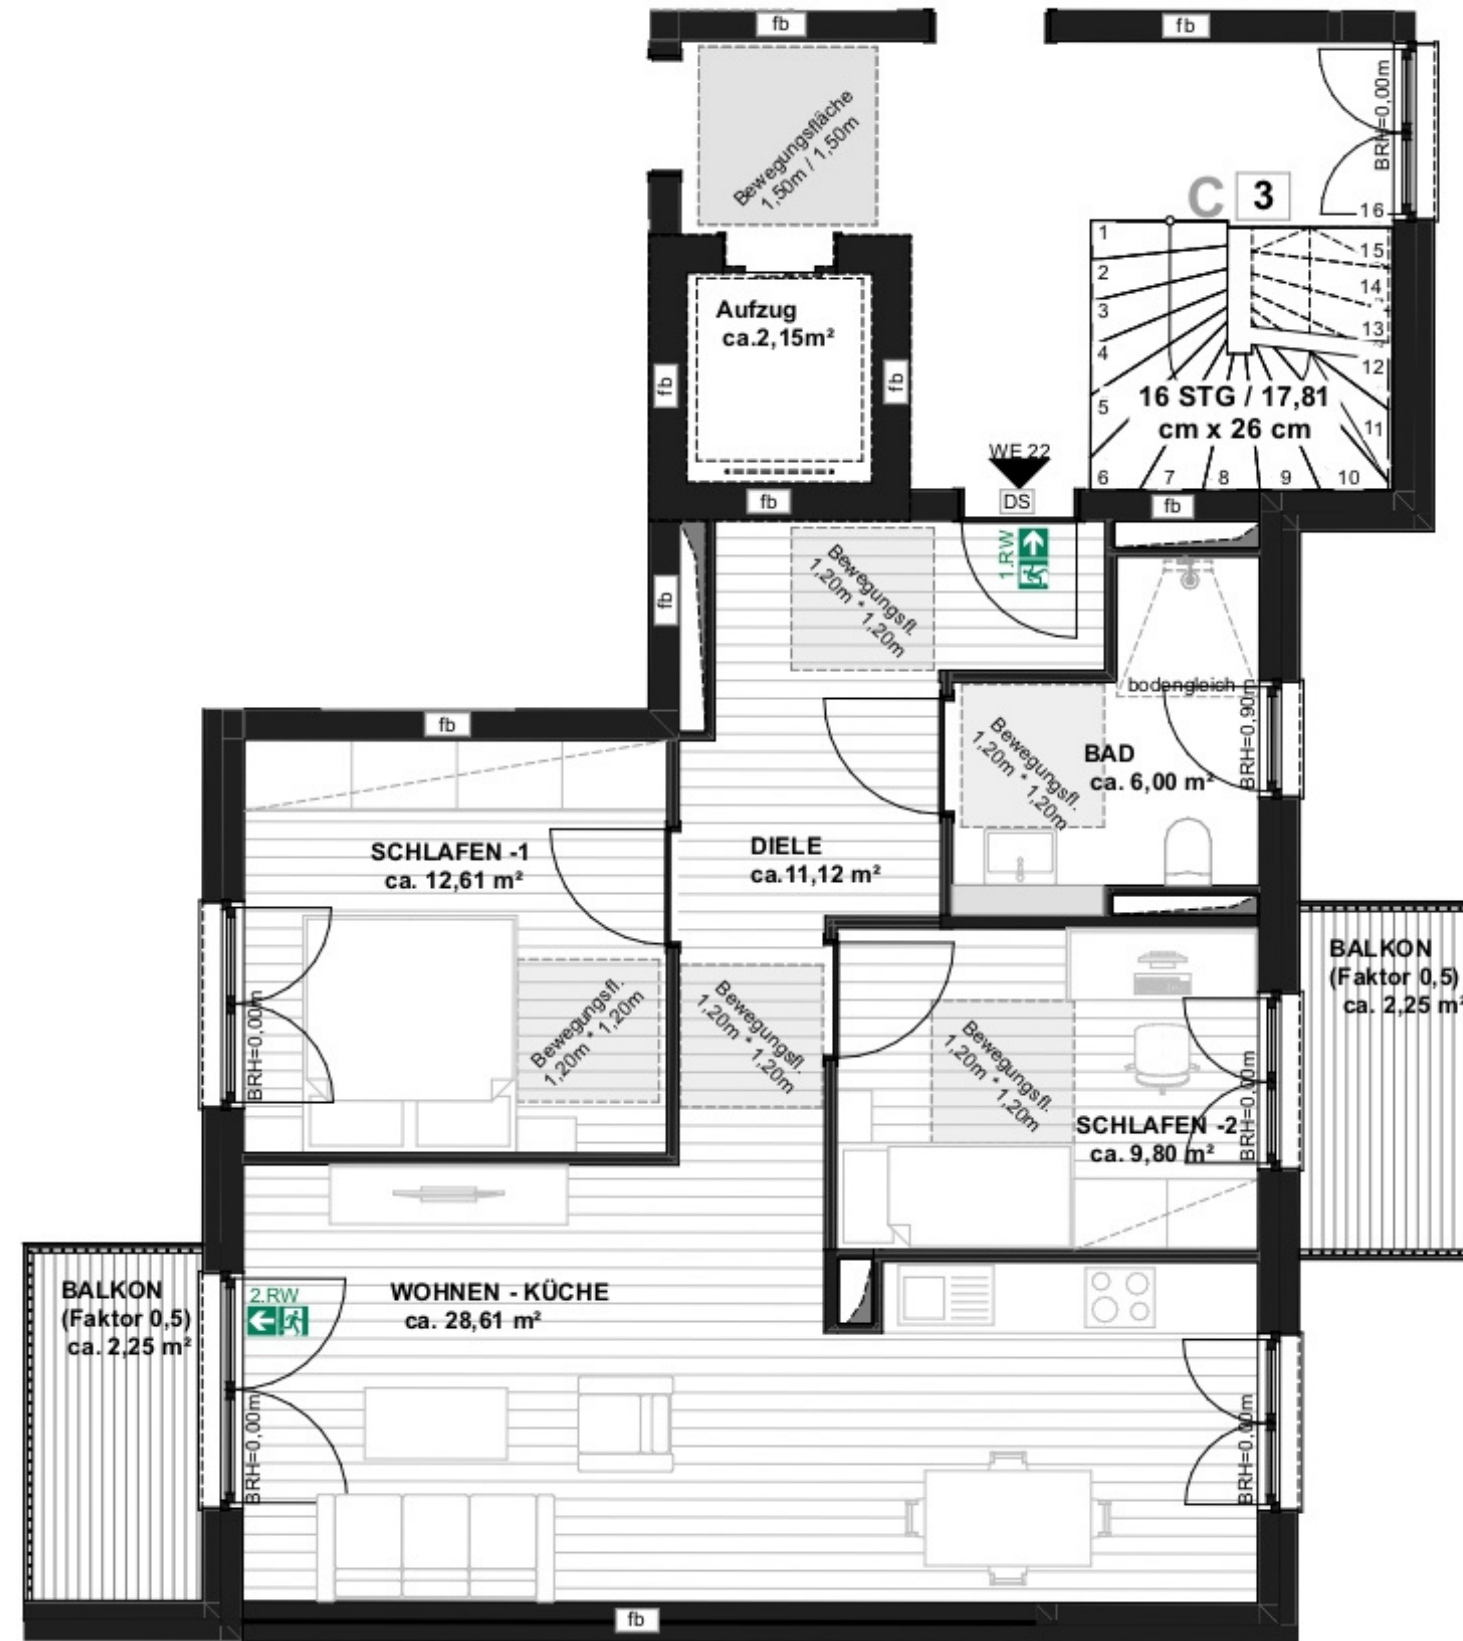 fb
fb
Bewegungsfläche
1,50m / 1,50m
BRH=0,00m
C 3
16
1
15
2
14
3
13
4
12
5
11
6
7
8
9
10
16 STG / 17,81
cm x 26 cm
Aufzug
ca.2,15m²
fb
fb
fb
WE 22
DS
fb
1.RW
Bewegungsfl.
1,20m * 1,20m
fb
bodengleich
BRH=0,90m
Bewegungsfl.
1,20m * 1,20m
BAD
ca. 6,00 m²
fb
SCHLAFEN -1
ca. 12,61 m²
DIELE
ca.11,12 m²
BALKON
(Faktor 0,5)
ca. 2,25 m²
BRH=0,00m
Bewegungsfl.
1,20m * 1,20m
Bewegungsfl.
1,20m * 1,20m
Bewegungsfl.
1,20m * 1,20m
BRH=0,00m
SCHLAFEN -2
ca. 9,80 m²
BALKON
(Faktor 0,5)
ca. 2,25 m²
2.RW
WOHNEN - KÜCHE
ca. 28,61 m²
BRH=0,00m
BRH=0,00m
fb